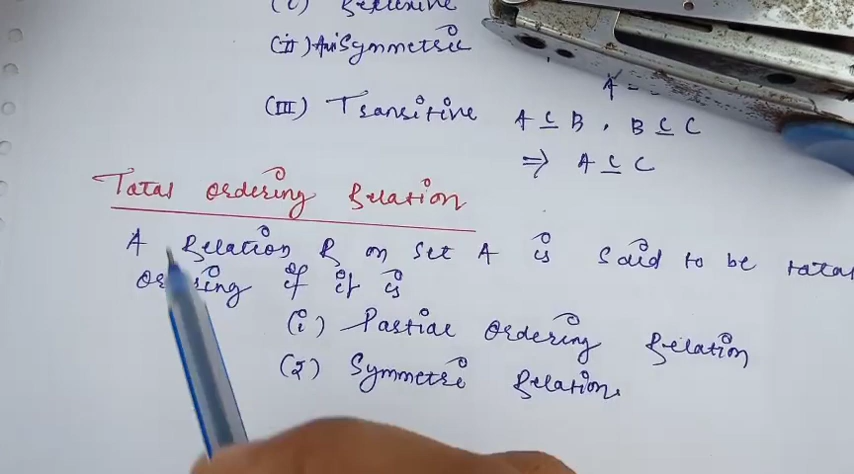 (i) Reflexive
(ii) AntiSymmetric
(III) Transitive A ⊆ B, B ⊆ C
⇒ A ⊆ C
Total ordering Relation
A Relation R on set A is said to be total
ordering if it is
(i) Partial ordering Relation
(2) Symmetric Relation.